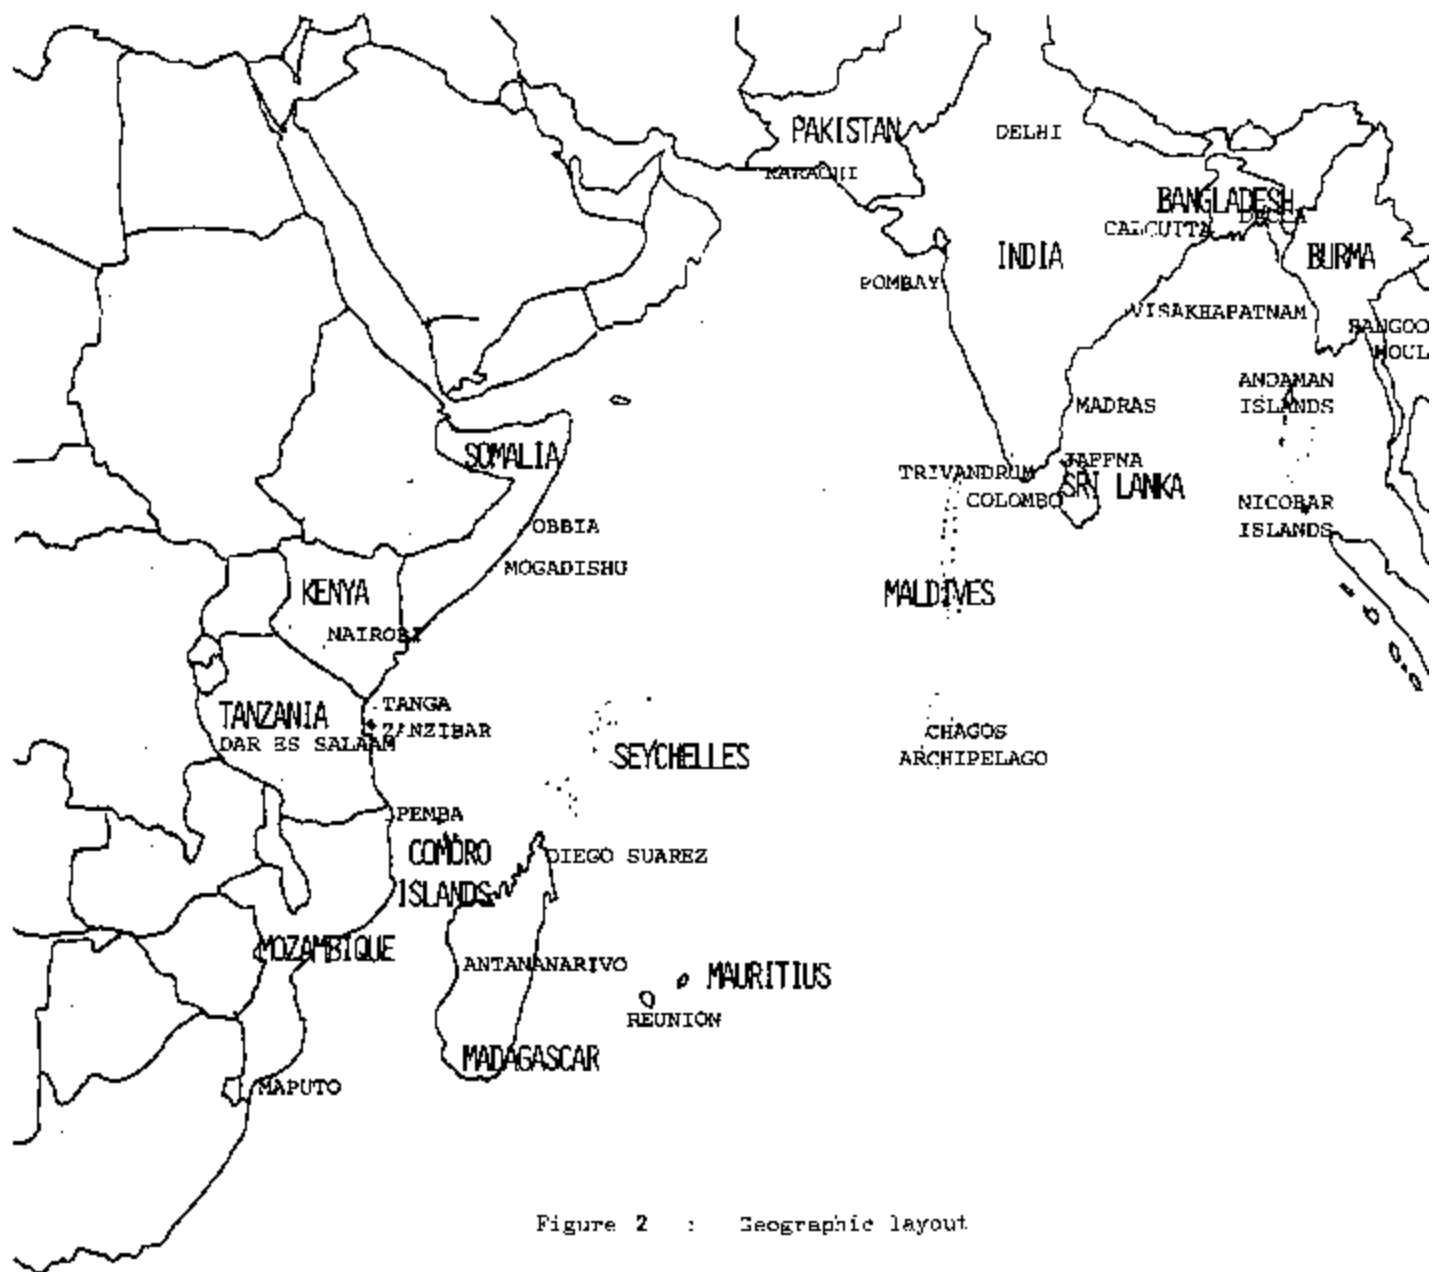 PAKISTAN
DELHI
KARACHI
BANGLADESH
CALCUTTA
INDIA
BURMA
BOMBAY
VISAKHAPATNAM
MOUL
ANDAMAN
ISLANDS
MADRAS
SOMALIA
JAFFNA
TRIVANDRUM
SRI LANKA
COLOMBO
NICOBAR
ISLANDS
OBBIA
MOGADISHU
KENYA
MALDIVES
NAIROBI
TANZANIA
TANGA
ZANZIBAR
DAR ES SALAAM
CHAGOS
ARCHIPELAGO
SEYCHELLES
PEMBA
COMORO
ISLANDS
DIEGO SUAREZ
MOZAMBIQUE
ANTANANARIVO
MAURITIUS
REUNION
MADAGASCAR
MAPUTO
Figure 2 : Geographic layout